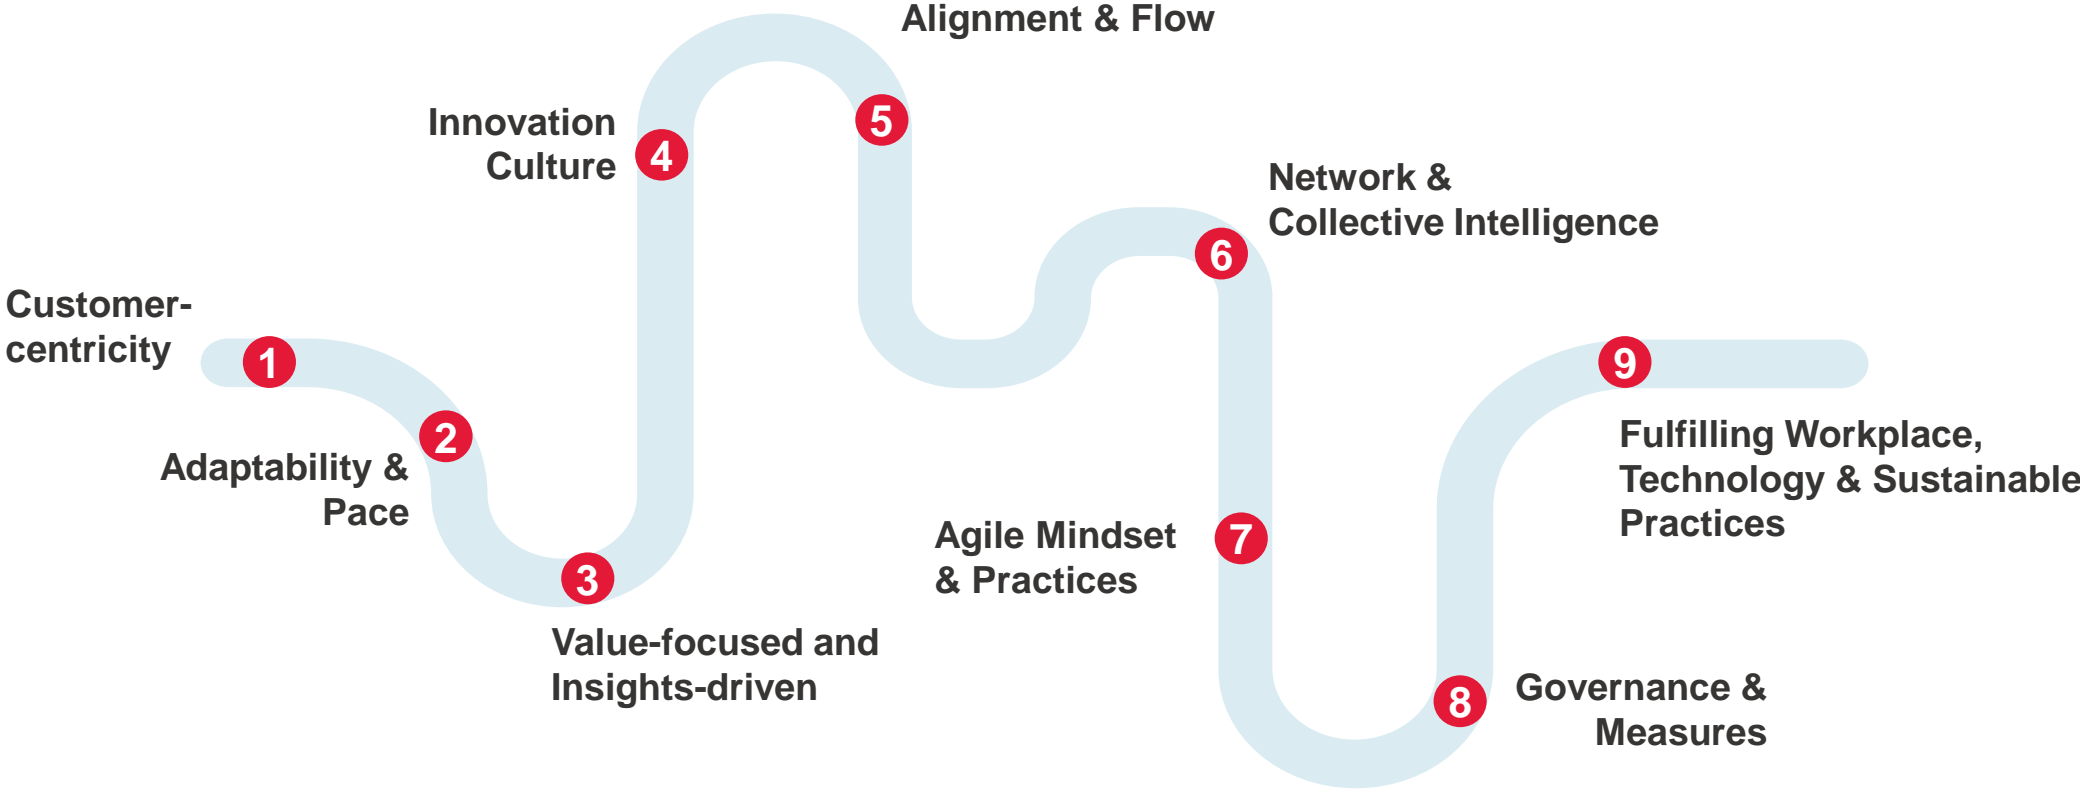 Customer-
centricity
1
2
Adaptability &
Pace
3
Value-focused and
Insights-driven
Innovation
Culture
4
Alignment & Flow
5
Network &
Collective Intelligence
6
Agile Mindset
& Practices
7
8
Governance &
Measures
9
Fulfilling Workplace,
Technology & Sustainable
Practices